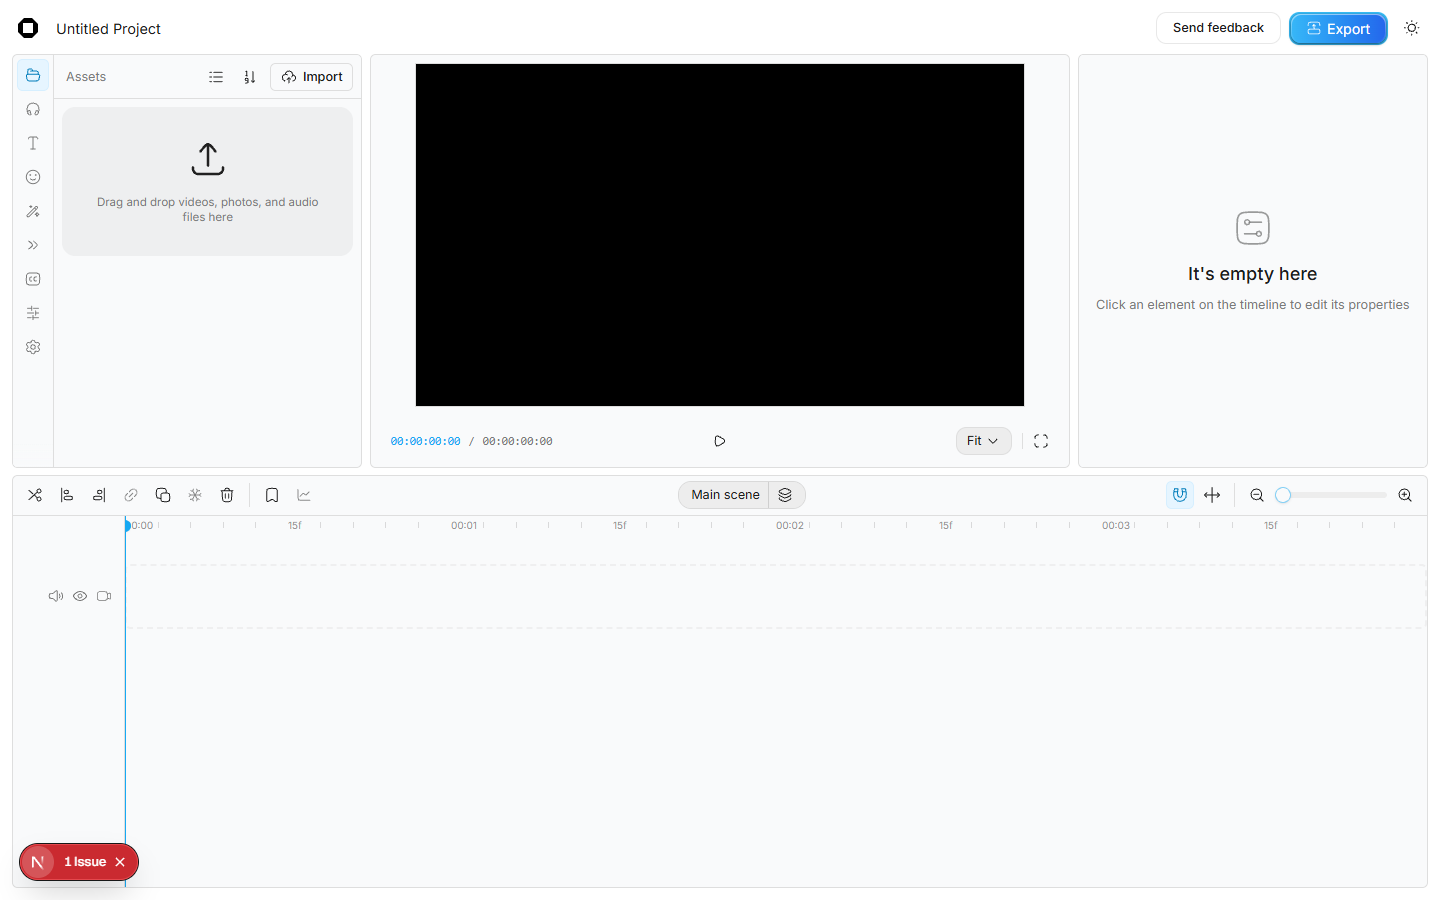 Untitled Project
Send feedback
Export
Assets
Import
Drag and drop videos, photos, and audio
files here
It's empty here
Click an element on the timeline to edit its properties
00:00:00:00 / 00:00:00:00
Fit
Main scene
0:00
15f
00:01
15f
00:02
15f
00:03
15f
N
1 Issue